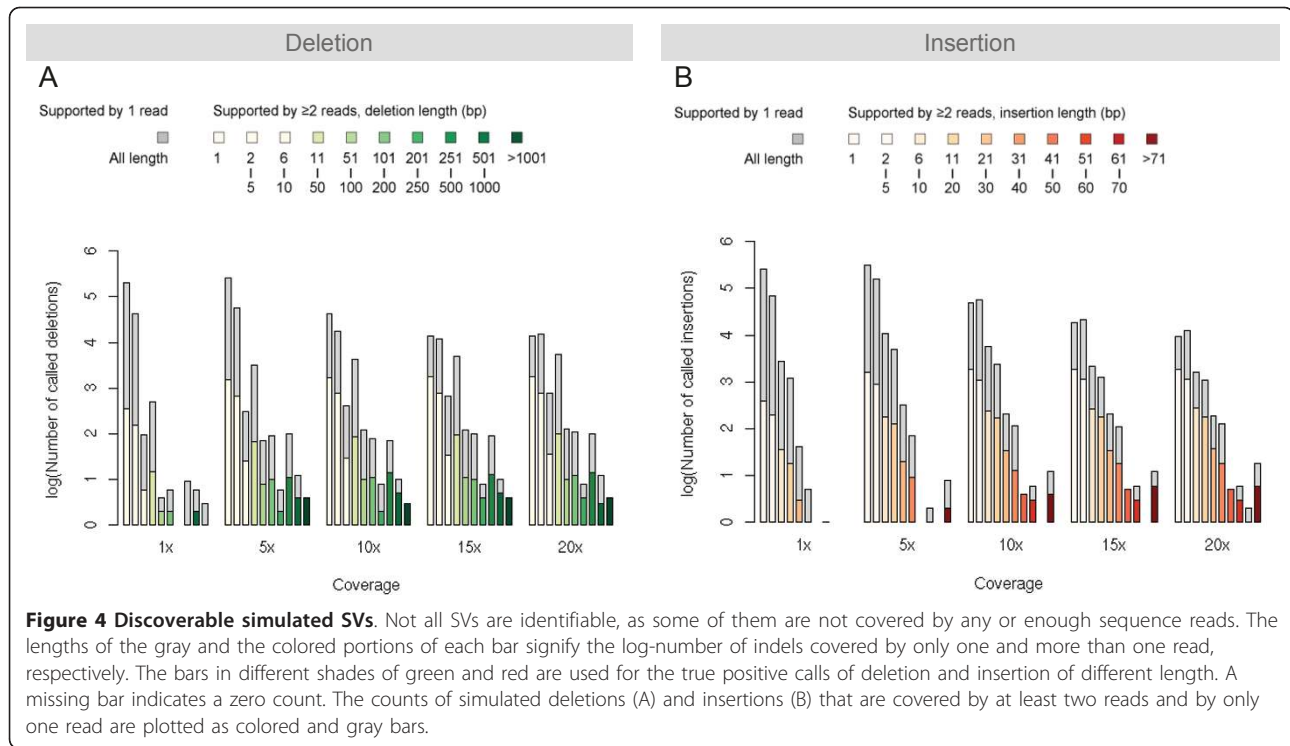 Deletion
Insertion
A
Supported by 1 read
Supported by ≥2 reads, deletion length (bp)
All length
1 2 6 11 51 101 201 251 501 >1001
| | | | | | | |
5 10 50 100 200 250 500 1000
log(Number of called deletions)
0 1 2 3 4 5 6
1x 5x 10x 15x 20x
Coverage
B
Supported by 1 read
Supported by ≥2 reads, insertion length (bp)
All length
1 2 6 11 21 31 41 51 61 >71
| | | | | | | |
5 10 20 30 40 50 60 70
log(Number of called insertions)
0 1 2 3 4 5 6
1x 5x 10x 15x 20x
Coverage
Figure 4 Discoverable simulated SVs. Not all SVs are identifiable, as some of them are not covered by any or enough sequence reads. The
lengths of the gray and the colored portions of each bar signify the log-number of indels covered by only one and more than one read,
respectively. The bars in different shades of green and red are used for the true positive calls of deletion and insertion of different length. A
missing bar indicates a zero count. The counts of simulated deletions (A) and insertions (B) that are covered by at least two reads and by only
one read are plotted as colored and gray bars.